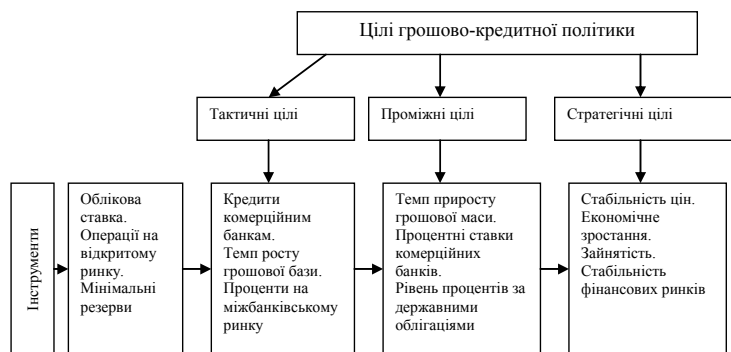 Цілі грошово-кредитної політики
Тактичні цілі
Проміжні цілі
Стратегічні цілі
Інструменти
Облікова
ставка.
Операції на
відкритому
ринку.
Мінімальні
резерви
Кредити
комерційним
банкам.
Темп росту
грошової бази.
Проценти на
міжбанківському
ринку
Темп приросту
грошової маси.
Процентні ставки
комерційних
банків.
Рівень процентів за
державними
облігаціями
Стабільність цін.
Економічне
зростання.
Зайнятість.
Стабільність
фінансових ринків